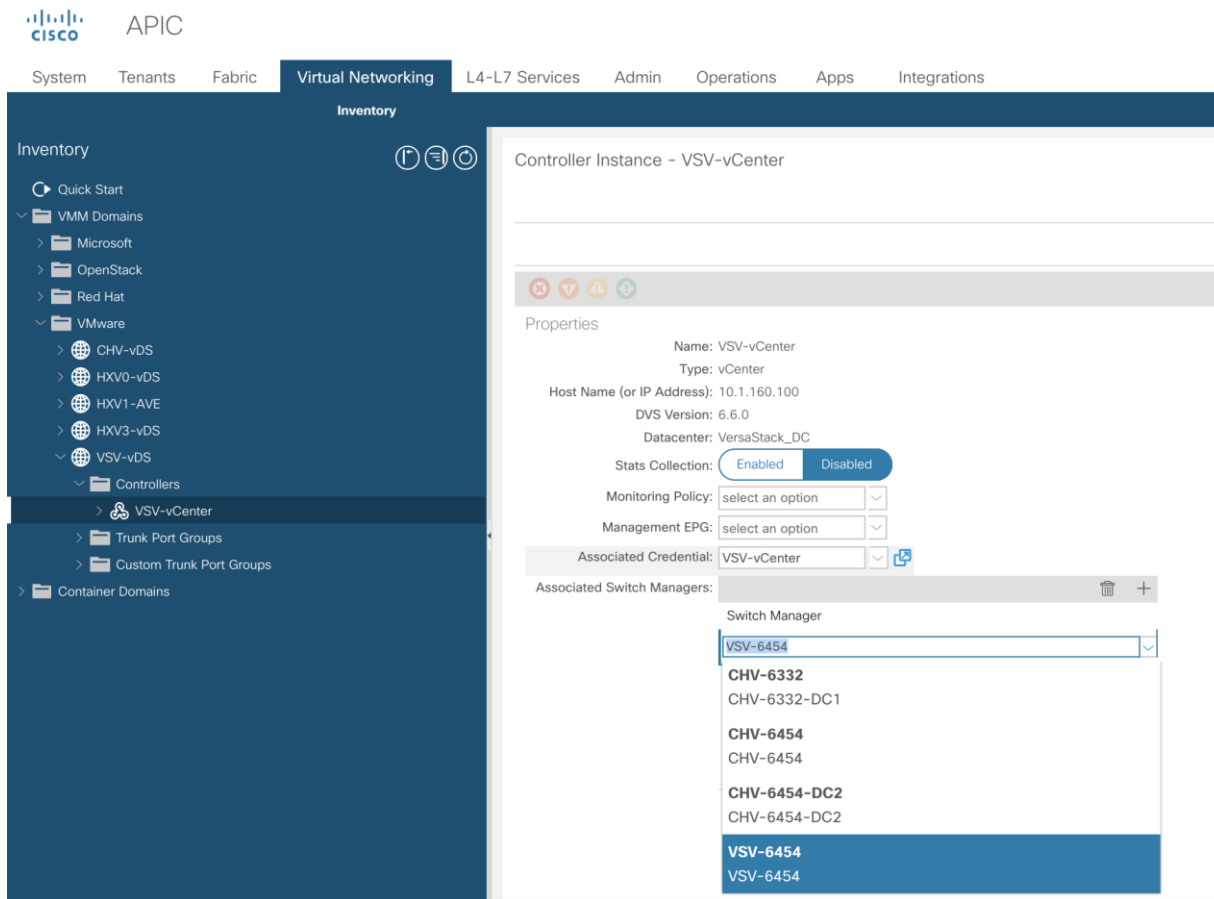 CISCO APIC
System Tenants Fabric Virtual Networking L4-L7 Services Admin Operations Apps Integrations
Inventory
Inventory
Quick Start
VMM Domains
Microsoft
OpenStack
Red Hat
VMware
CHV-vDS
HXV0-vDS
HXV1-AVE
HXV3-vDS
VSV-vDS
Controllers
VSV-vCenter
Trunk Port Groups
Custom Trunk Port Groups
Container Domains
Controller Instance - VSV-vCenter
Properties
Name: VSV-vCenter
Type: vCenter
Host Name (or IP Address): 10.1.160.100
DVS Version: 6.6.0
Datacenter: VersaStack_DC
Stats Collection: Enabled Disabled
Monitoring Policy: select an option
Management EPG: select an option
Associated Credential: VSV-vCenter
Associated Switch Managers:
Switch Manager
VSV-6454
CHV-6332
CHV-6332-DC1
CHV-6454
CHV-6454
CHV-6454-DC2
CHV-6454-DC2
VSV-6454
VSV-6454